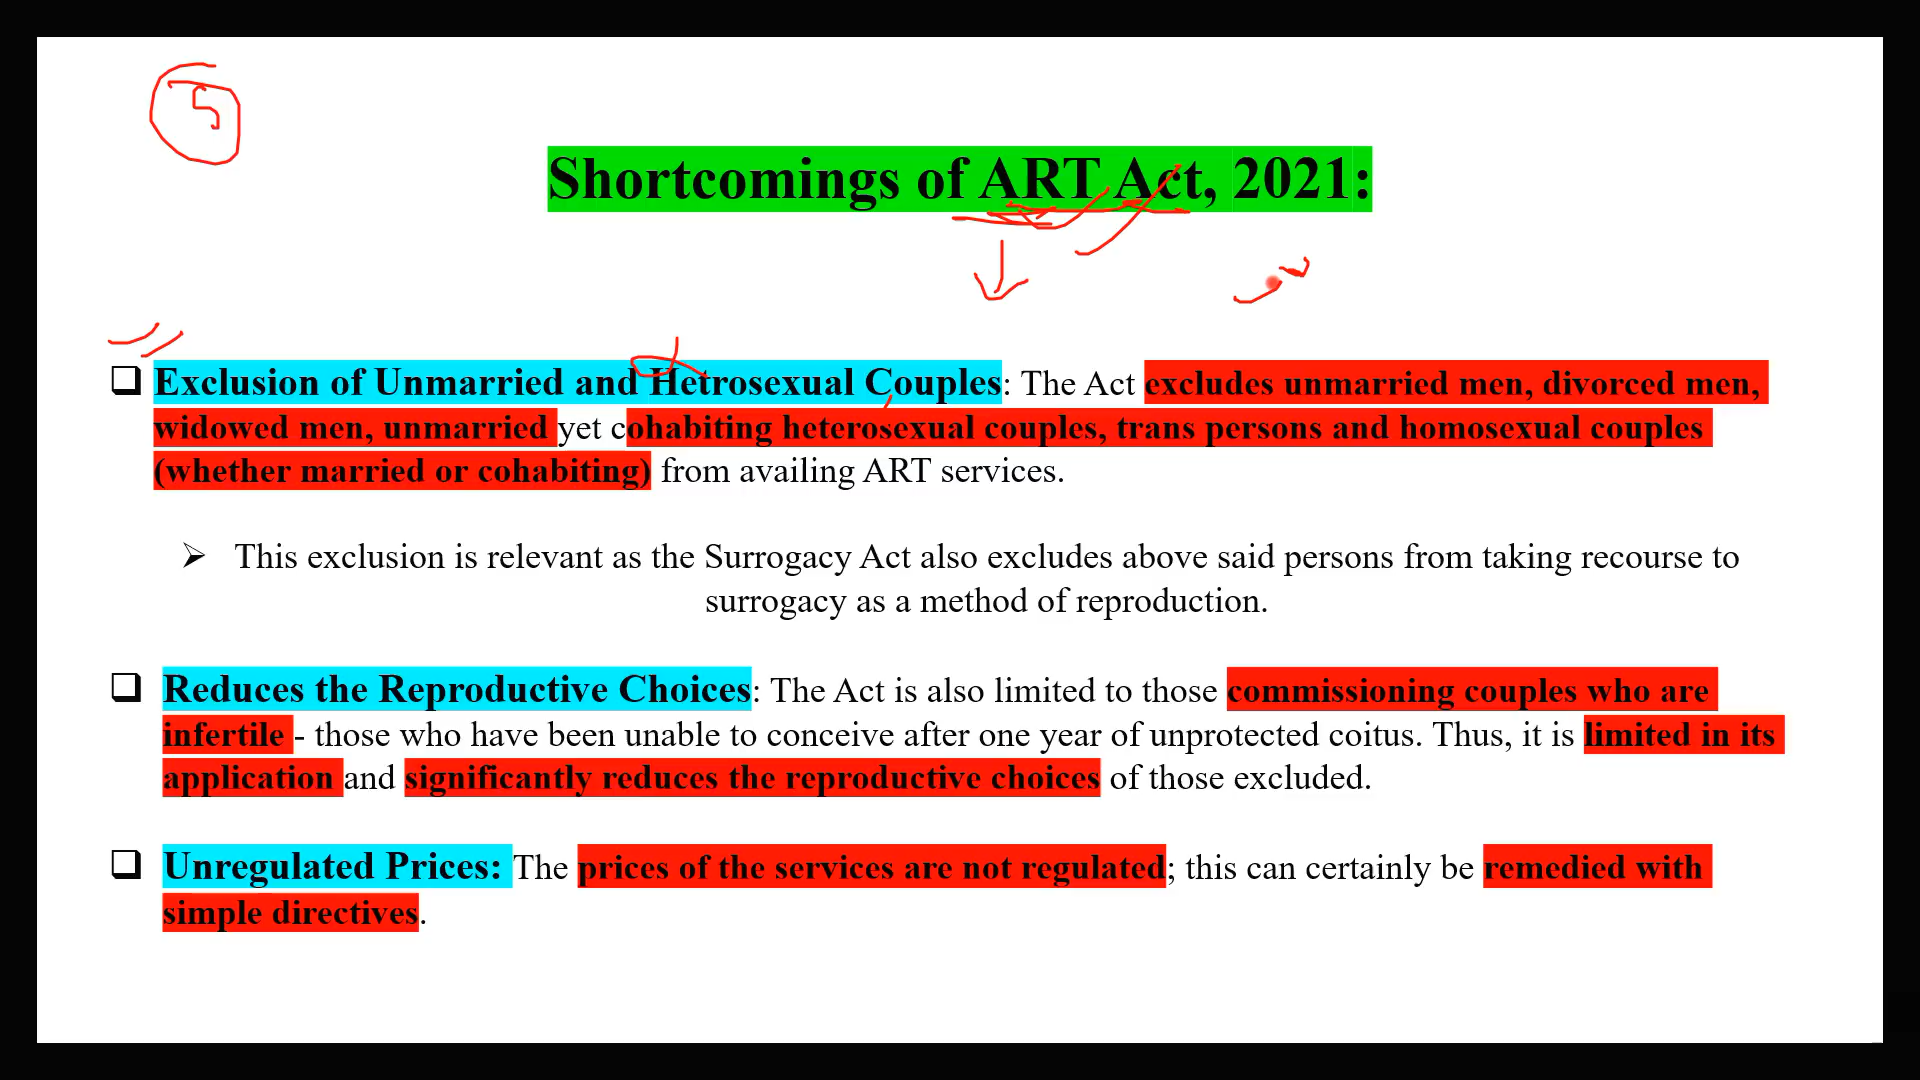 5
Shortcomings of ART Act, 2021:
❑ Exclusion of Unmarried and Hetrosexual Couples: The Act excludes unmarried men, divorced men,
widowed men, unmarried yet cohabiting heterosexual couples, trans persons and homosexual couples
(whether married or cohabiting) from availing ART services.
➢ This exclusion is relevant as the Surrogacy Act also excludes above said persons from taking recourse to
surrogacy as a method of reproduction.
❑ Reduces the Reproductive Choices: The Act is also limited to those commissioning couples who are
infertile - those who have been unable to conceive after one year of unprotected coitus. Thus, it is limited in its
application and significantly reduces the reproductive choices of those excluded.
❑ Unregulated Prices: The prices of the services are not regulated; this can certainly be remedied with
simple directives.